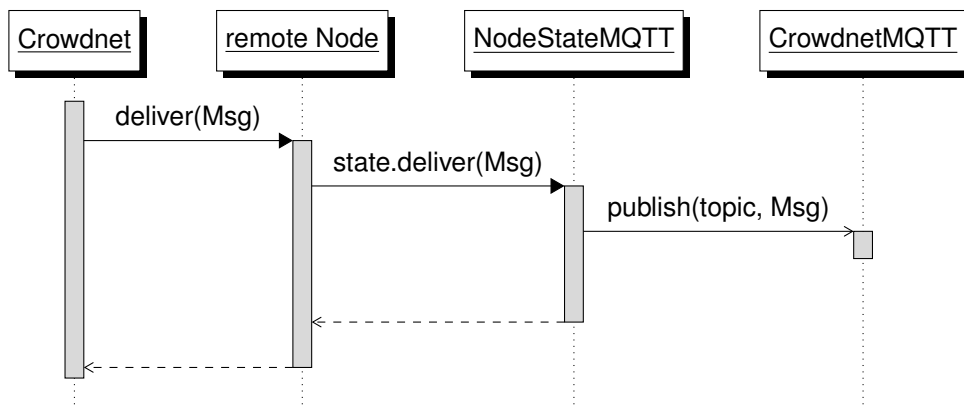 Crowdnet
remote Node
NodeStateMQTT
CrowdnetMQTT
deliver(Msg)
state.deliver(Msg)
publish(topic, Msg)